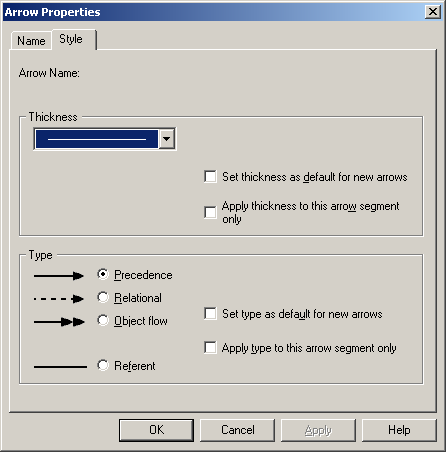 Arrow Properties
Name Style
Arrow Name:
Thickness
Set thickness as default for new arrows
Apply thickness to this arrow segment
only
Type
Precedence
Relational
Object flow
Set type as default for new arrows
Apply type to this arrow segment only
Referent
OK Cancel Apply Help